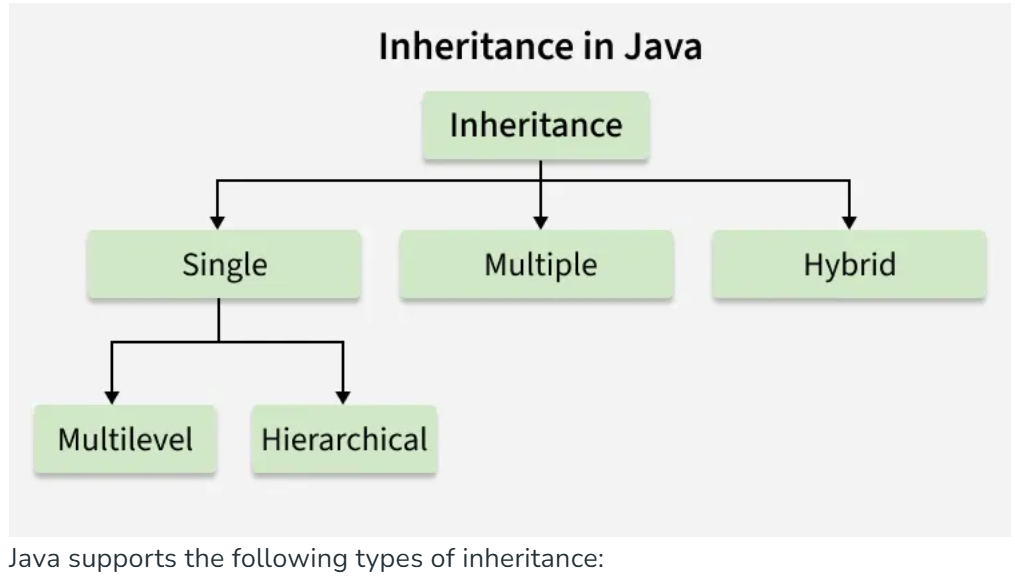 Inheritance in Java
Inheritance
Single
Multiple
Hybrid
Multilevel
Hierarchical
Java supports the following types of inheritance: